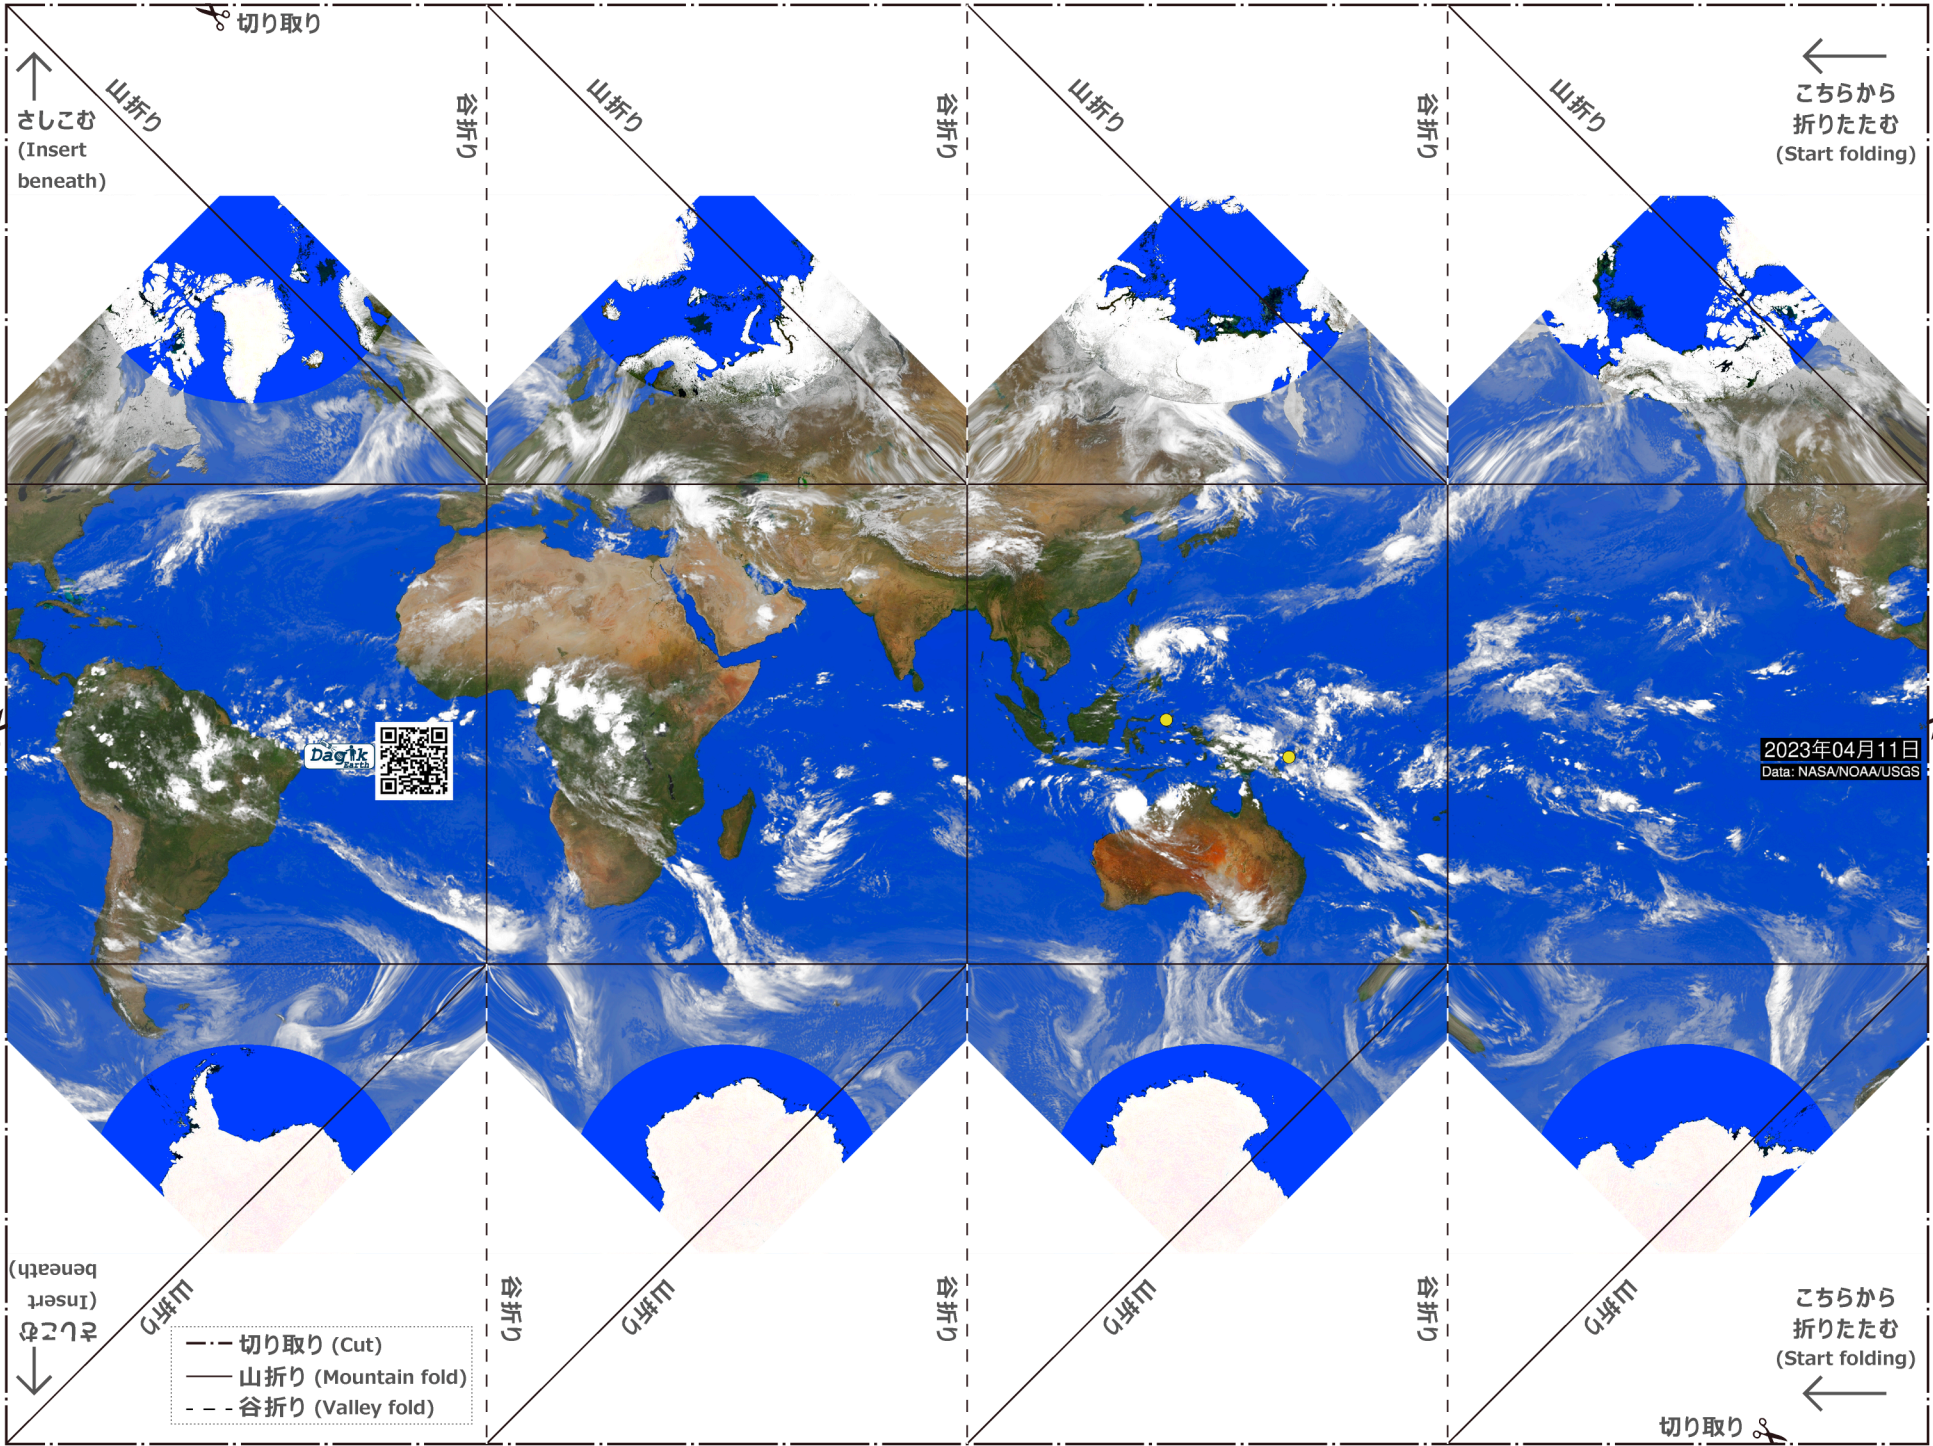 切り取り
山折り
谷折り
山折り
谷折り
山折り
谷折り
山折り
さしこむ
(Insert
beneath)
こちらから
折りたたむ
(Start folding)
Dagik
Earth
2023年04月11日
Data: NASA/NOAA/USGS
さしこむ
(Insert
beneath)
山折り
谷折り
山折り
谷折り
山折り
谷折り
山折り
こちらから
折りたたむ
(Start folding)
切り取り (Cut)
山折り (Mountain fold)
谷折り (Valley fold)
切り取り